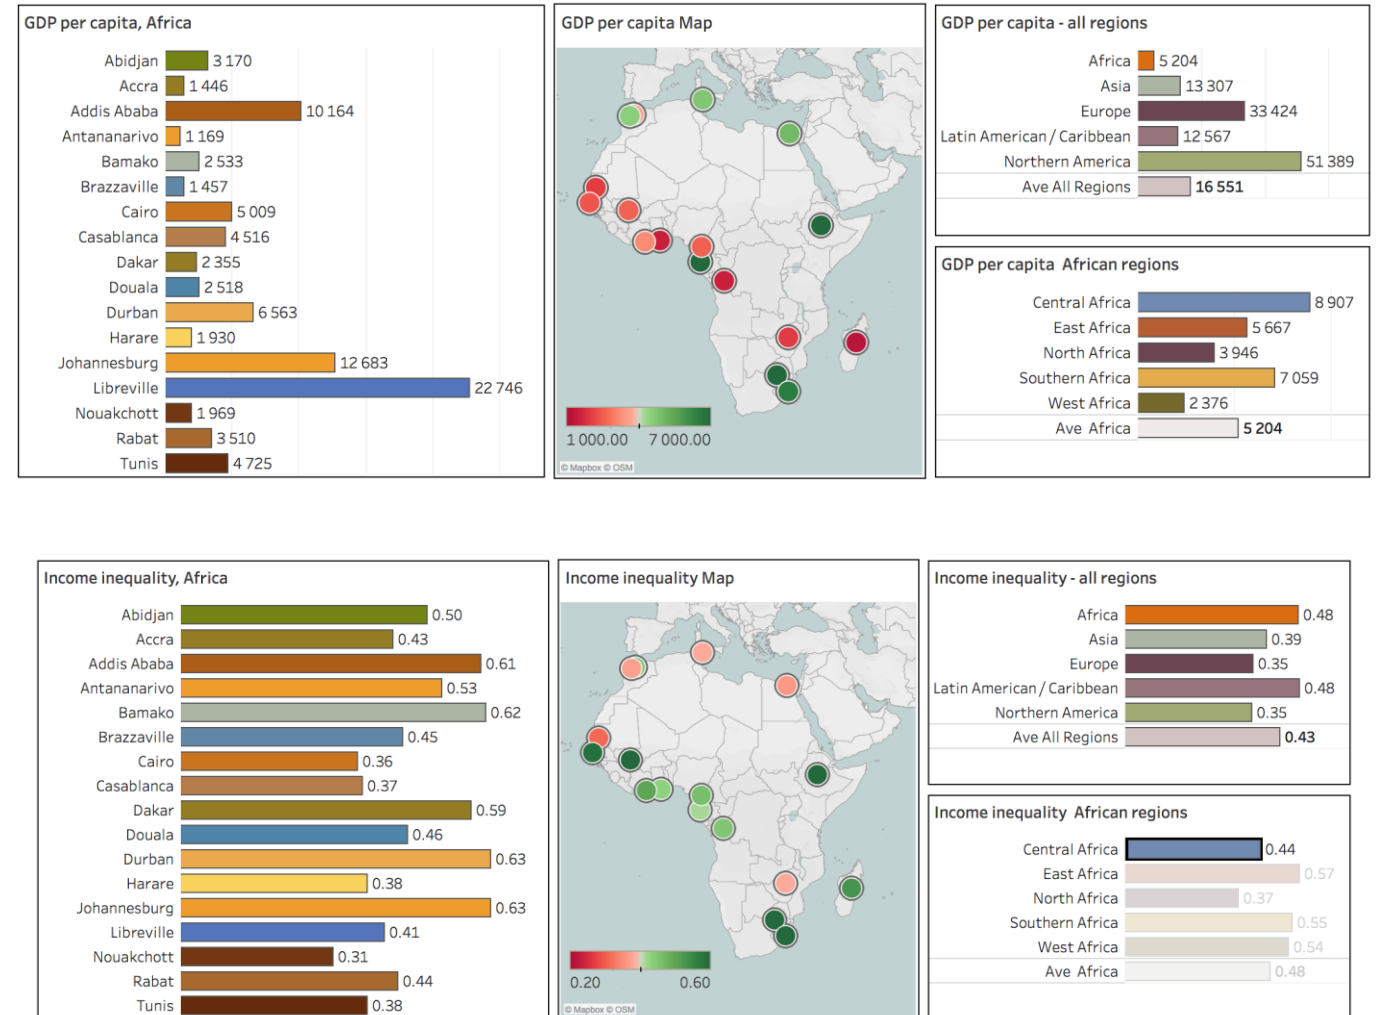 GDP per capita, Africa
Abidjan 3 170
Accra 1 446
Addis Ababa 10 164
Antananarivo 1 169
Bamako 2 533
Brazzaville 1 457
Cairo 5 009
Casablanca 4 516
Dakar 2 355
Douala 2 518
Durban 6 563
Harare 1 930
Johannesburg 12 683
Libreville 22 746
Nouakchott 1 969
Rabat 3 510
Tunis 4 725
GDP per capita Map
1 000.00 7 000.00
© Mapbox © OSM
GDP per capita - all regions
Africa 5 204
Asia 13 307
Europe 33 424
Latin American / Caribbean 12 567
Northern America 51 389
Ave All Regions 16 551
GDP per capita African regions
Central Africa 8 907
East Africa 5 667
North Africa 3 946
Southern Africa 7 059
West Africa 2 376
Ave Africa 5 204
Income inequality, Africa
Abidjan 0.50
Accra 0.43
Addis Ababa 0.61
Antananarivo 0.53
Bamako 0.62
Brazzaville 0.45
Cairo 0.36
Casablanca 0.37
Dakar 0.59
Douala 0.46
Durban 0.63
Harare 0.38
Johannesburg 0.63
Libreville 0.41
Nouakchott 0.31
Rabat 0.44
Tunis 0.38
Income inequality Map
0.20 0.60
© Mapbox © OSM
Income inequality - all regions
Africa 0.48
Asia 0.39
Europe 0.35
Latin American / Caribbean 0.48
Northern America 0.35
Ave All Regions 0.43
Income inequality African regions
Central Africa 0.44
East Africa 0.57
North Africa 0.37
Southern Africa 0.55
West Africa 0.54
Ave Africa 0.48